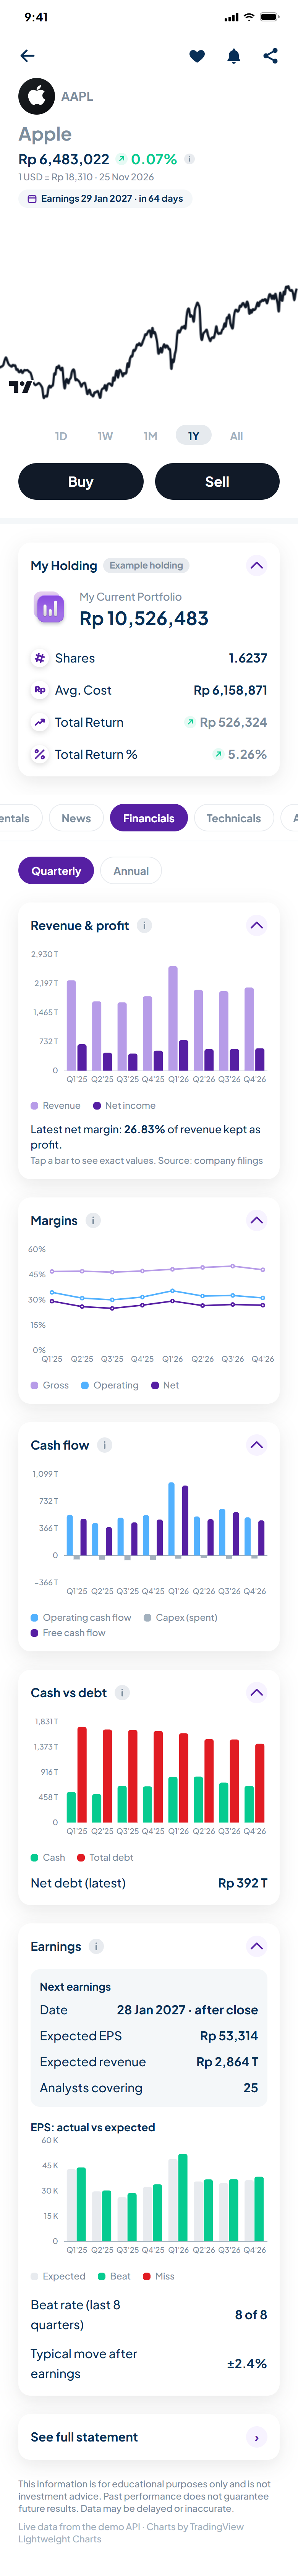 9:41
AAPL
Apple
Rp 6,483,022 0.07% i
1 USD = Rp 18,310 · 25 Nov 2026
Earnings 29 Jan 2027 · in 64 days
1D 1W 1M 1Y All
Buy Sell
My Holding Example holding
My Current Portfolio
Rp 10,526,483
# Shares 1.6237
Rp Avg. Cost Rp 6,158,871
Total Return Rp 526,324
% Total Return % 5.26%
entals News Financials Technicals A
Quarterly Annual
Revenue & profit i
2,930 T
2,197 T
1,465 T
732 T
0
Q1'25 Q2'25 Q3'25 Q4'25 Q1'26 Q2'26 Q3'26 Q4'26
Revenue Net income
Latest net margin: 26.83% of revenue kept as
profit.
Tap a bar to see exact values. Source: company filings
Margins i
60%
45%
30%
15%
0%
Q1'25 Q2'25 Q3'25 Q4'25 Q1'26 Q2'26 Q3'26 Q4'26
Gross Operating Net
Cash flow i
1,099 T
732 T
366 T
0
-366 T
Q1'25 Q2'25 Q3'25 Q4'25 Q1'26 Q2'26 Q3'26 Q4'26
Operating cash flow Capex (spent)
Free cash flow
Cash vs debt i
1,831 T
1,373 T
916 T
458 T
0
Q1'25 Q2'25 Q3'25 Q4'25 Q1'26 Q2'26 Q3'26 Q4'26
Cash Total debt
Net debt (latest) Rp 392 T
Earnings i
Next earnings
Date 28 Jan 2027 · after close
Expected EPS Rp 53,314
Expected revenue Rp 2,864 T
Analysts covering 25
EPS: actual vs expected
60 K
45 K
30 K
15 K
0
Q1'25 Q2'25 Q3'25 Q4'25 Q1'26 Q2'26 Q3'26 Q4'26
Expected Beat Miss
Beat rate (last 8
quarters) 8 of 8
Typical move after
earnings ±2.4%
See full statement ›
This information is for educational purposes only and is not
investment advice. Past performance does not guarantee
future results. Data may be delayed or inaccurate.
Live data from the demo API · Charts by TradingView
Lightweight Charts